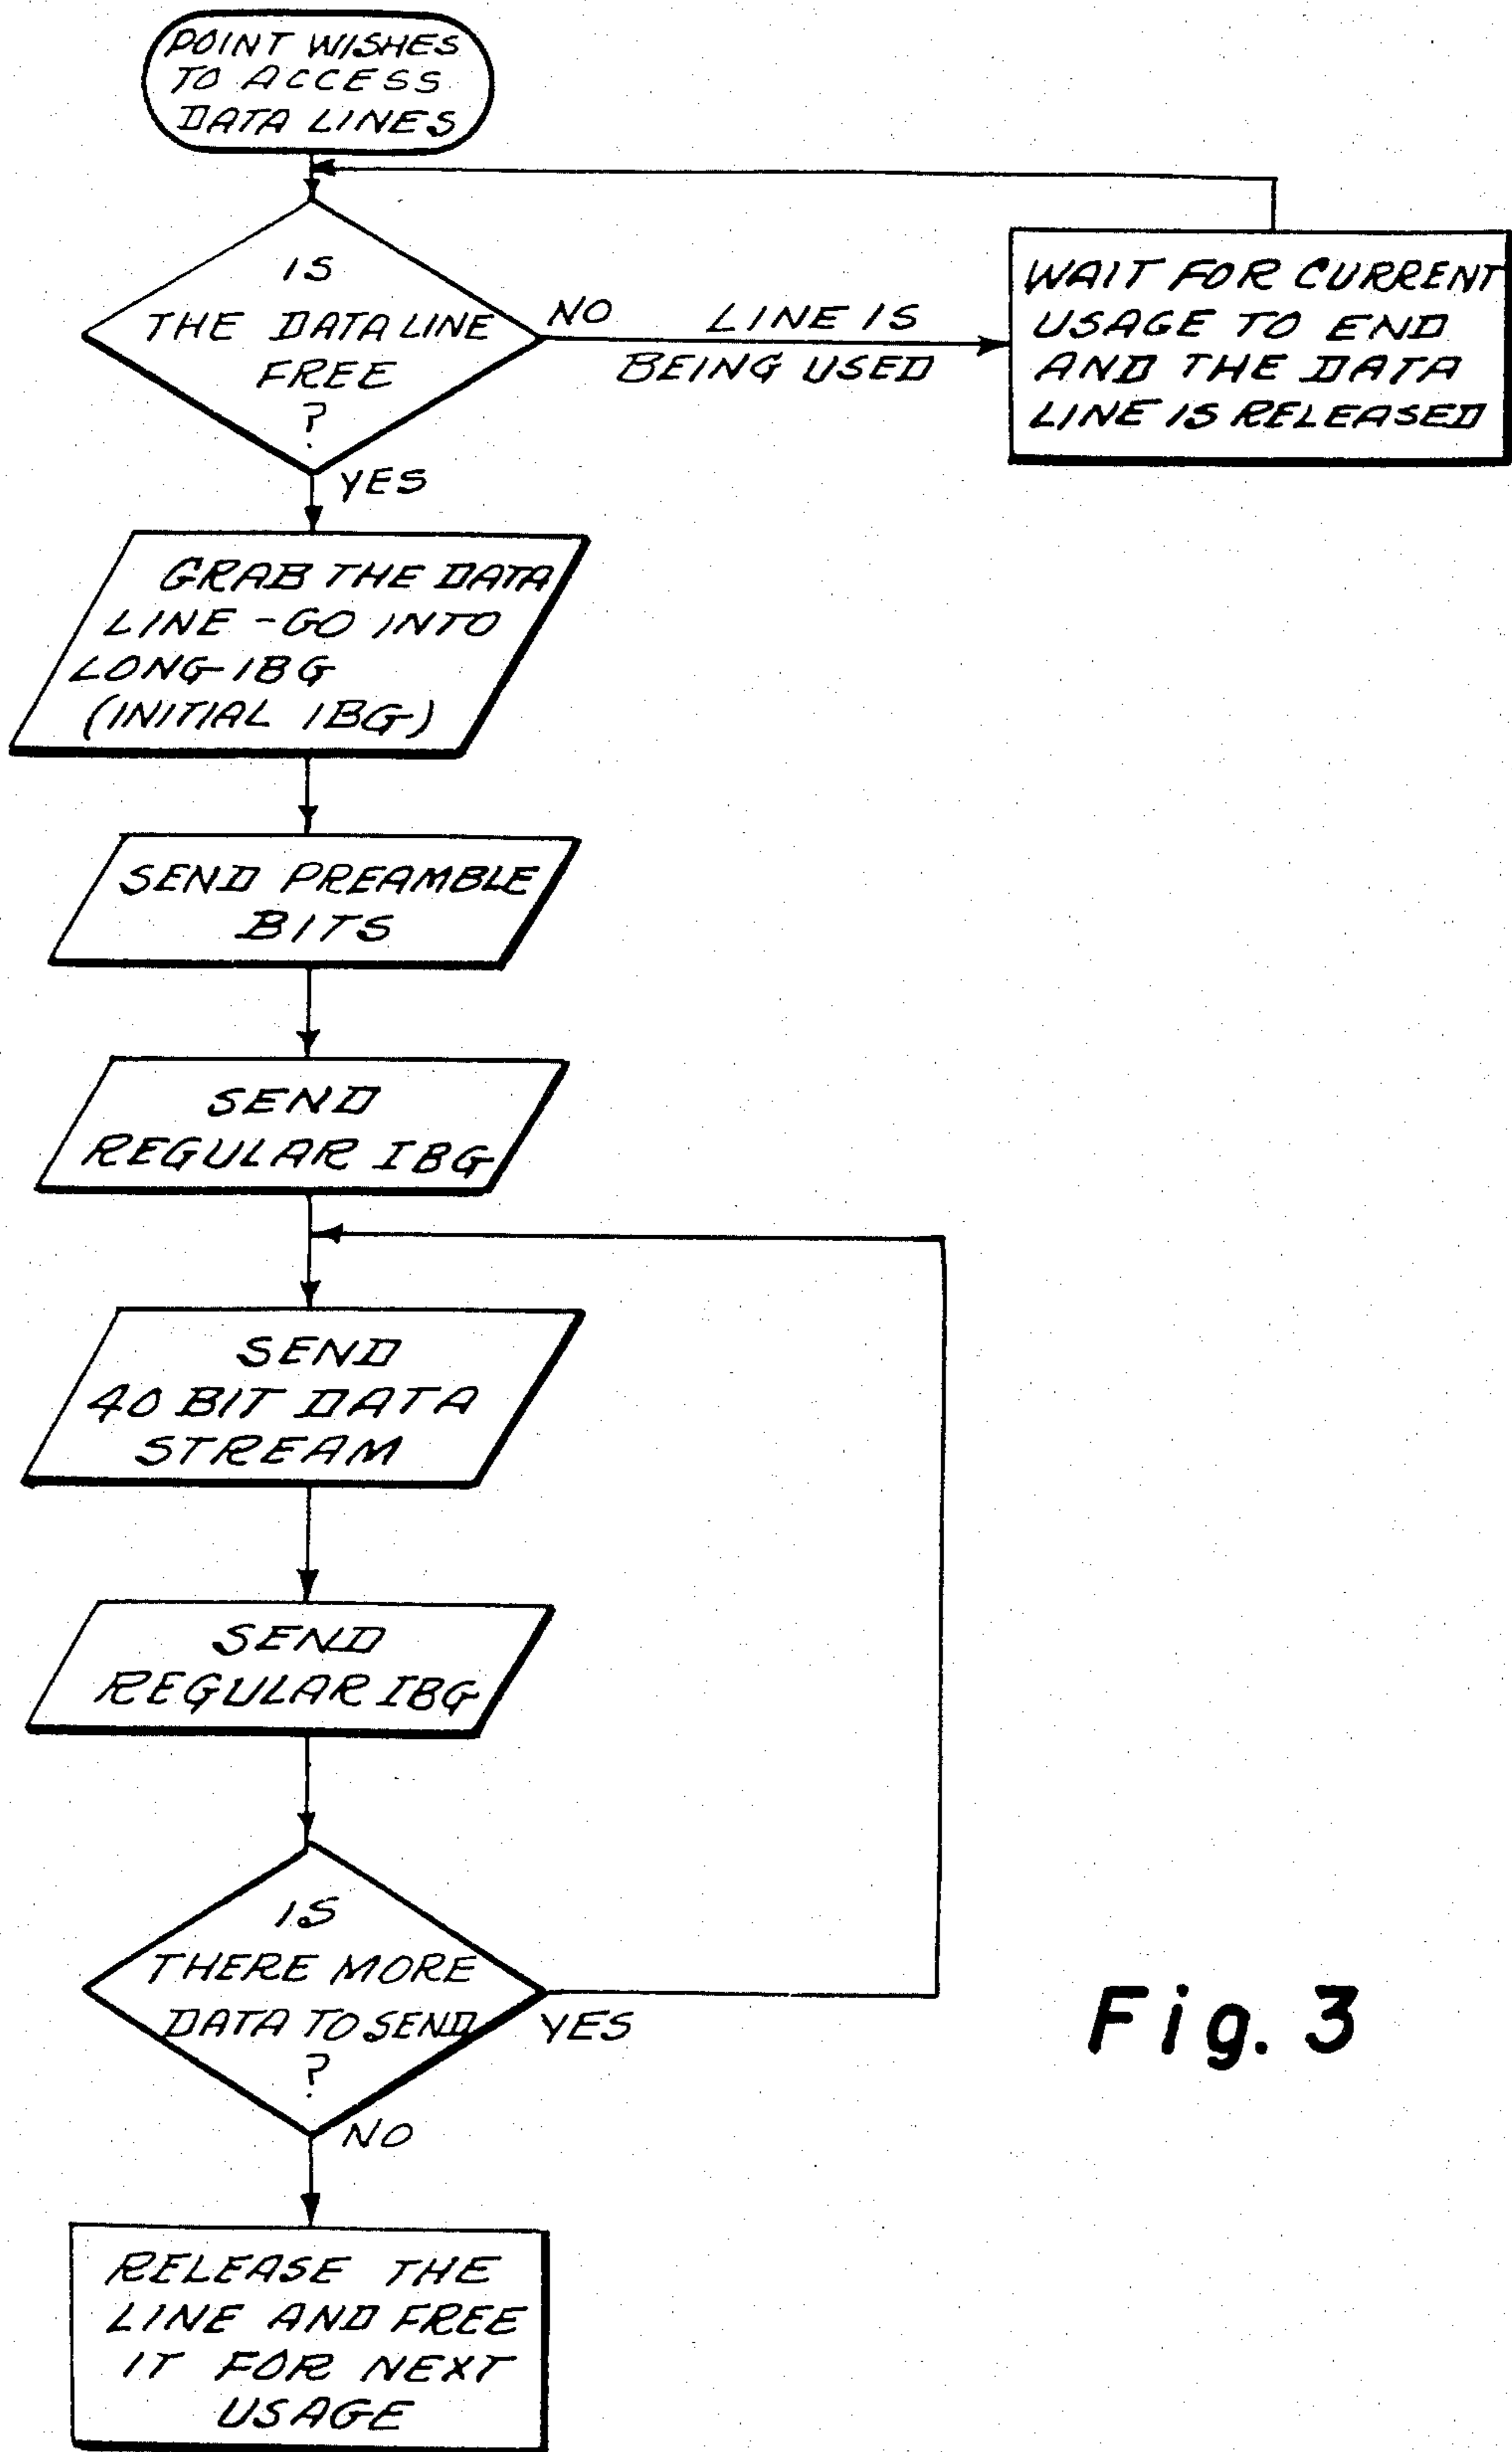 POINT WISHES
TO ACCESS
DATA LINES
IS
THE DATA LINE
FREE
?
NO LINE IS
BEING USED
WAIT FOR CURRENT
USAGE TO END
AND THE DATA
LINE IS RELEASED
YES
GRAB THE DATA
LINE - GO INTO
LONG IBG
(INITIAL IBG)
SEND PREAMBLE
BITS
SEND
REGULAR IBG
SEND
40 BIT DATA
STREAM
SEND
REGULAR IBG
IS
THERE MORE
DATA TO SEND
?
YES
NO
RELEASE THE
LINE AND FREE
IT FOR NEXT
USAGE
Fig. 3